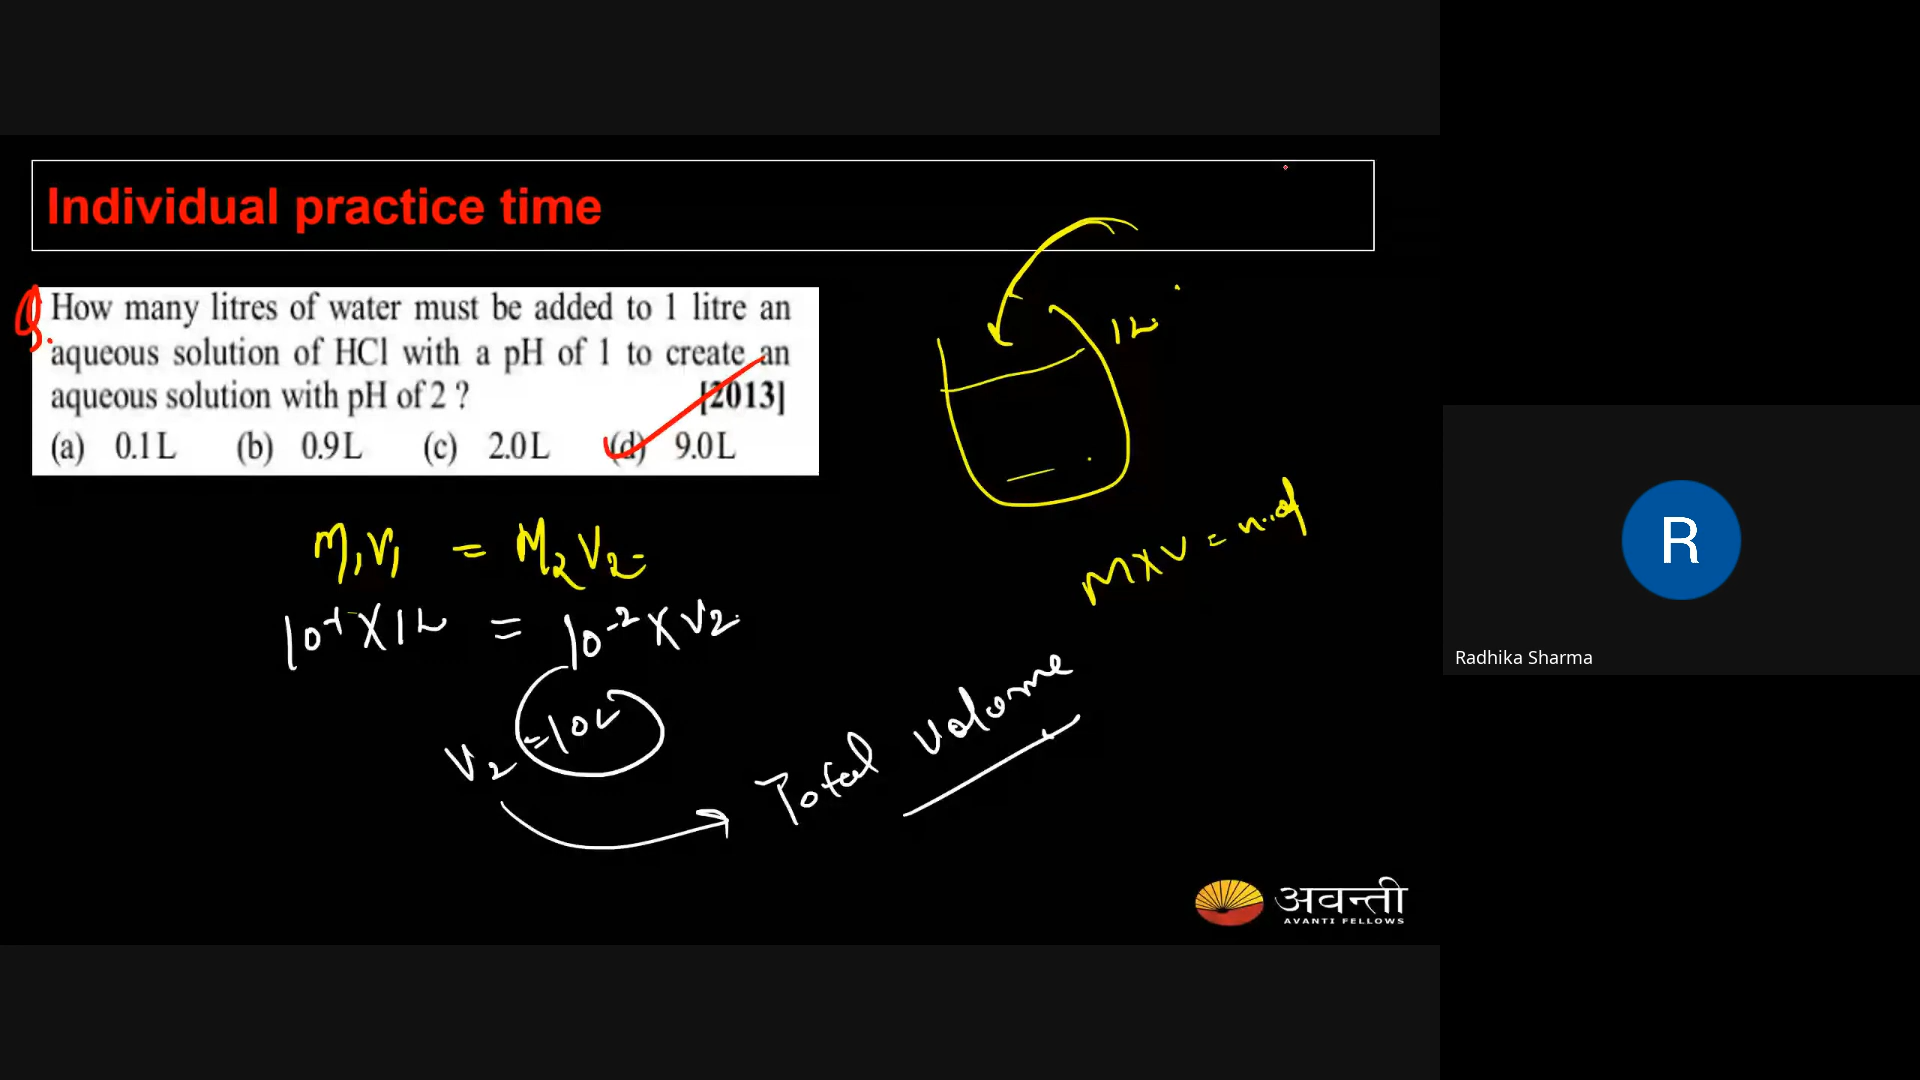 Individual practice time
Q.
How many litres of water must be added to 1 litre an
aqueous solution of HCl with a pH of 1 to create an
aqueous solution with pH of 2 ? [2013]
(a) 0.1 L (b) 0.9 L (c) 2.0 L (d) 9.0 L
1L
M₁V₁ = M₂V₂
M X V = n. of
10⁻¹ X 1L = 10⁻² X V₂
V₂ = 10L
Total volume
अवन्ती
AVANTI FELLOWS
R
Radhika Sharma